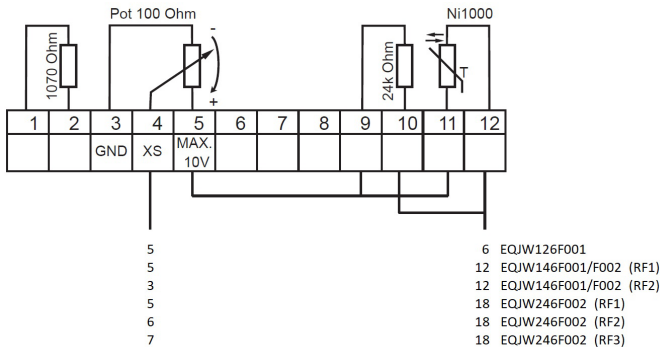 Pot 100 Ohm
Ni1000
1070 Ohm
-
+
24k Ohm
T
1 2 3 4 5 6 7 8 9 10 11 12
GND XS MAX. 10V
5 6 EQJW126F001
5 12 EQJW146F001/F002 (RF1)
3 12 EQJW146F001/F002 (RF2)
5 18 EQJW246F002 (RF1)
6 18 EQJW246F002 (RF2)
7 18 EQJW246F002 (RF3)